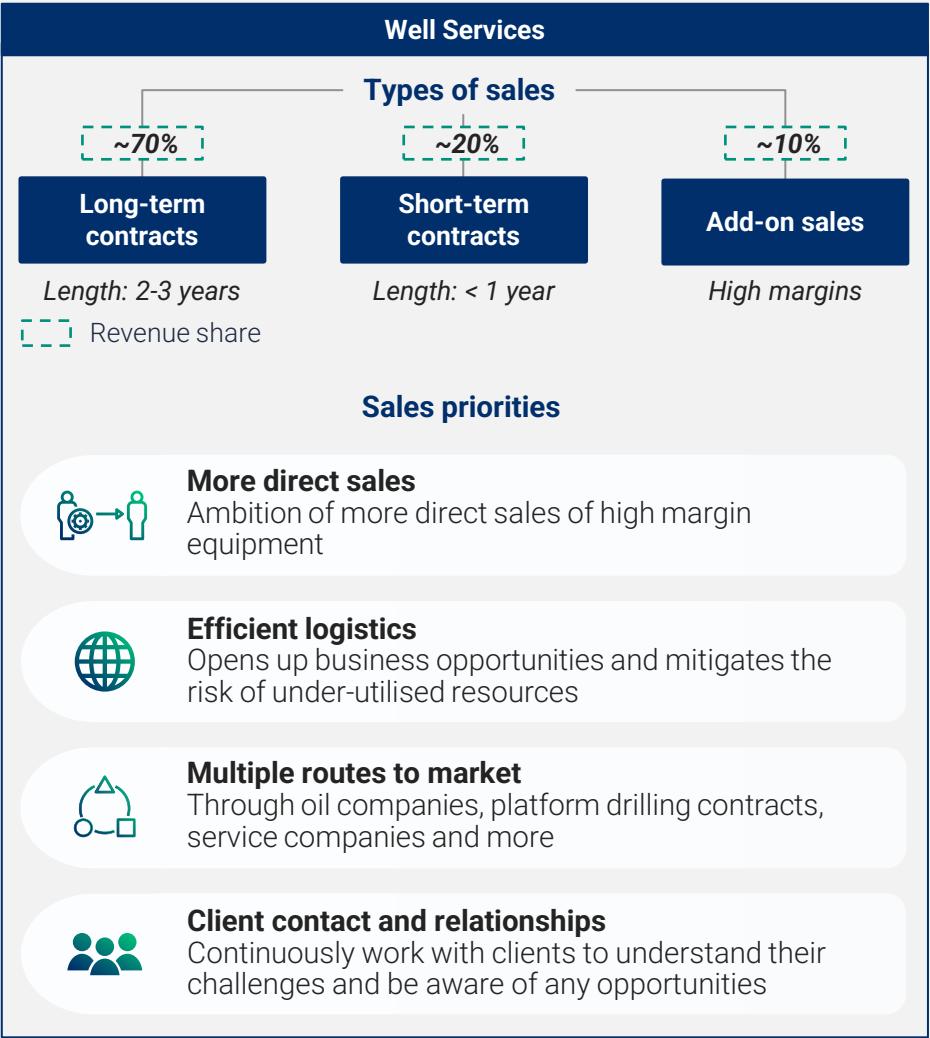 Well Services
Types of sales
~70%
~20%
~10%
Long-term
contracts
Short-term
contracts
Add-on sales
Length: 2-3 years
Length: < 1 year
High margins
Revenue share
Sales priorities
More direct sales
Ambition of more direct sales of high margin
equipment
Efficient logistics
Opens up business opportunities and mitigates the
risk of under-utilised resources
Multiple routes to market
Through oil companies, platform drilling contracts,
service companies and more
Client contact and relationships
Continuously work with clients to understand their
challenges and be aware of any opportunities